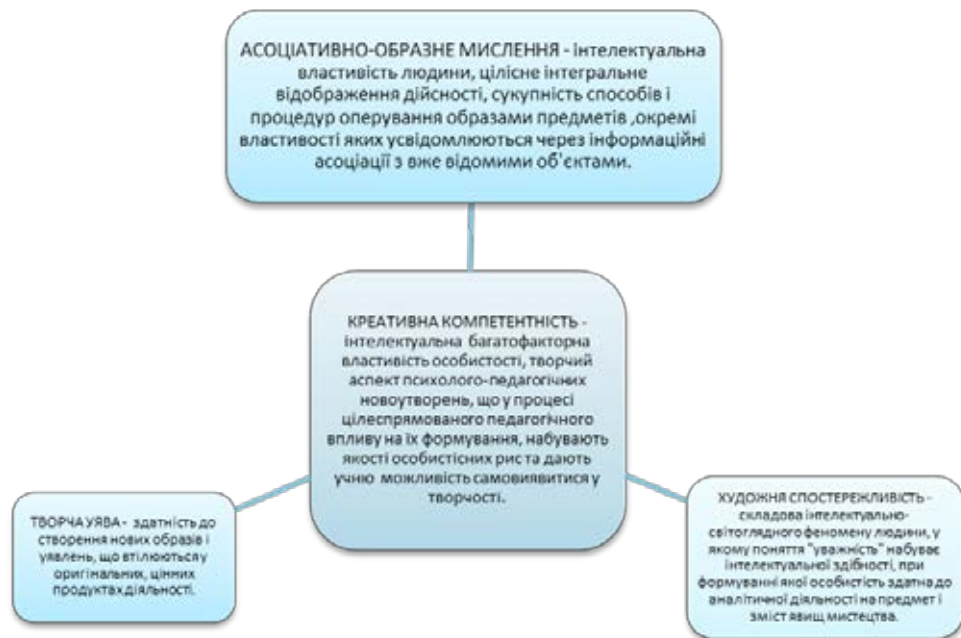 АСОЦІАТИВНО-ОБРАЗНЕ МИСЛЕННЯ - інтелектуальна
властивість людини, цілісне інтегральне
відображення дійсності, сукупність способів і
процедур оперування образами предметів ,окремі
властивості яких усвідомлюються через інформаційні
асоціації з вже відомими об'єктами.
КРЕАТИВНА КОМПЕТЕНТНІСТЬ -
інтелектуальна багатофакторна
властивість особистості, творчий
аспект психолого-педагогічних
новоутворень, що у процесі
цілеспрямованого педагогічного
впливу на їх формування, набувають
якості особистісних рис та дають
учню можливість самовиявитися у
творчості.
ТВОРЧА УЯВА - здатність до
створення нових образів і
уявлень, що втілюються у
оригінальних, цінних
продуктах діяльності.
ХУДОЖНЯ СПОСТЕРЕЖЛИВІСТЬ -
складова інтелектуально-
світоглядного феномену людини, у
якому поняття "уважність" набуває
інтелектуальної здібності, при
формуванні якої особистість здатна до
аналітичної діяльності на предмет і
зміст явищ мистецтва.